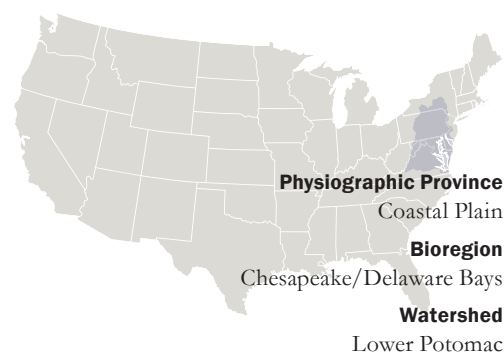 Physiographic Province
Coastal Plain
Bioregion
Chesapeake/Delaware Bays
Watershed
Lower Potomac